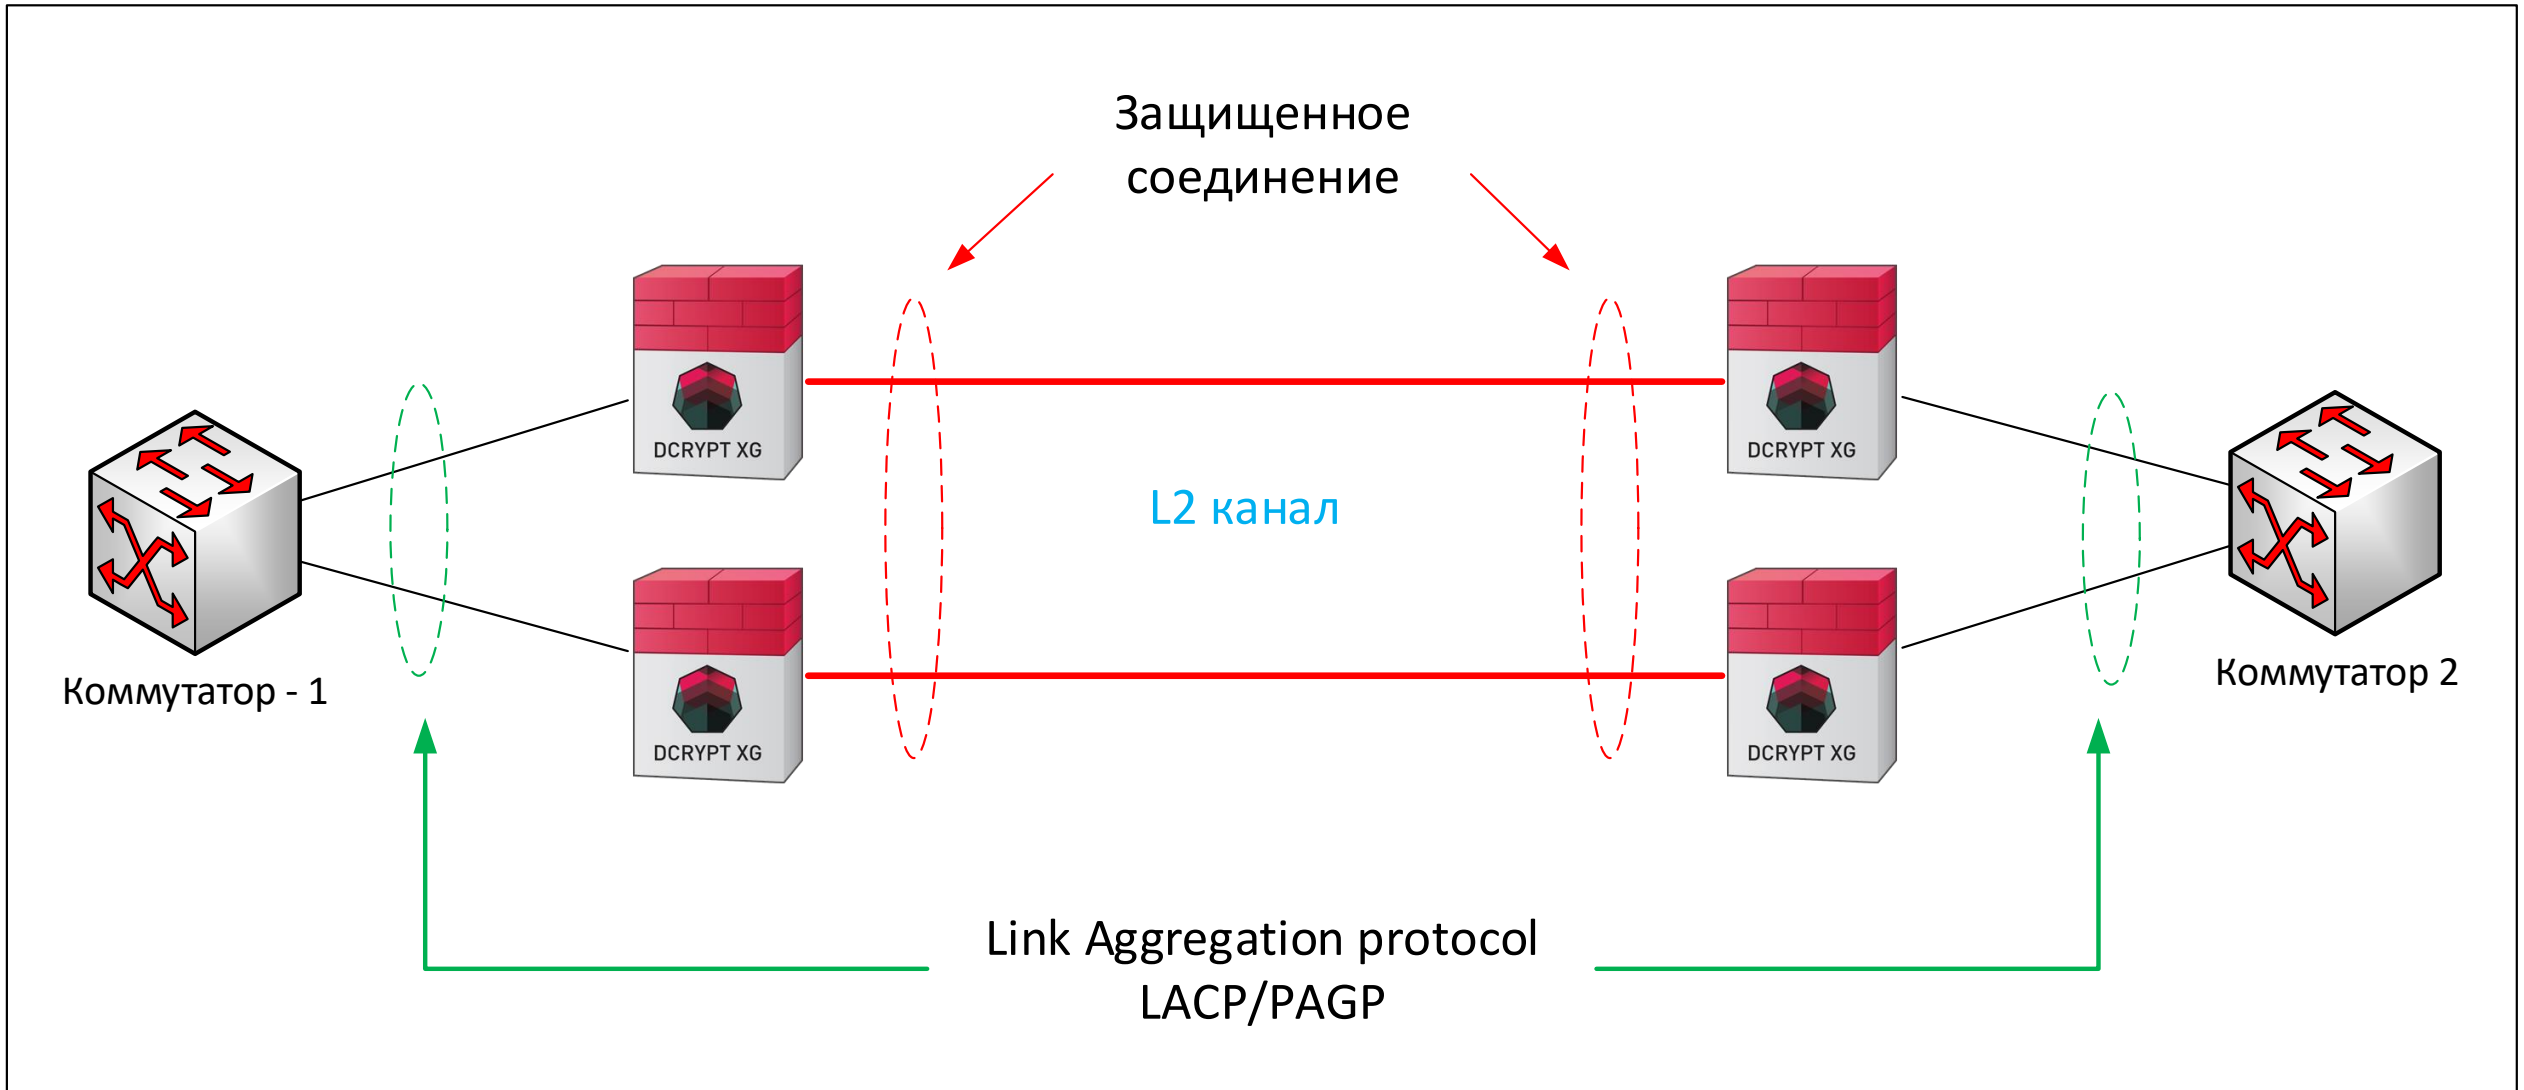 Защищенное
соединение
DCRYPT XG
DCRYPT XG
L2 канал
Коммутатор - 1
Коммутатор 2
DCRYPT XG
DCRYPT XG
Link Aggregation protocol
LACP/PAGP